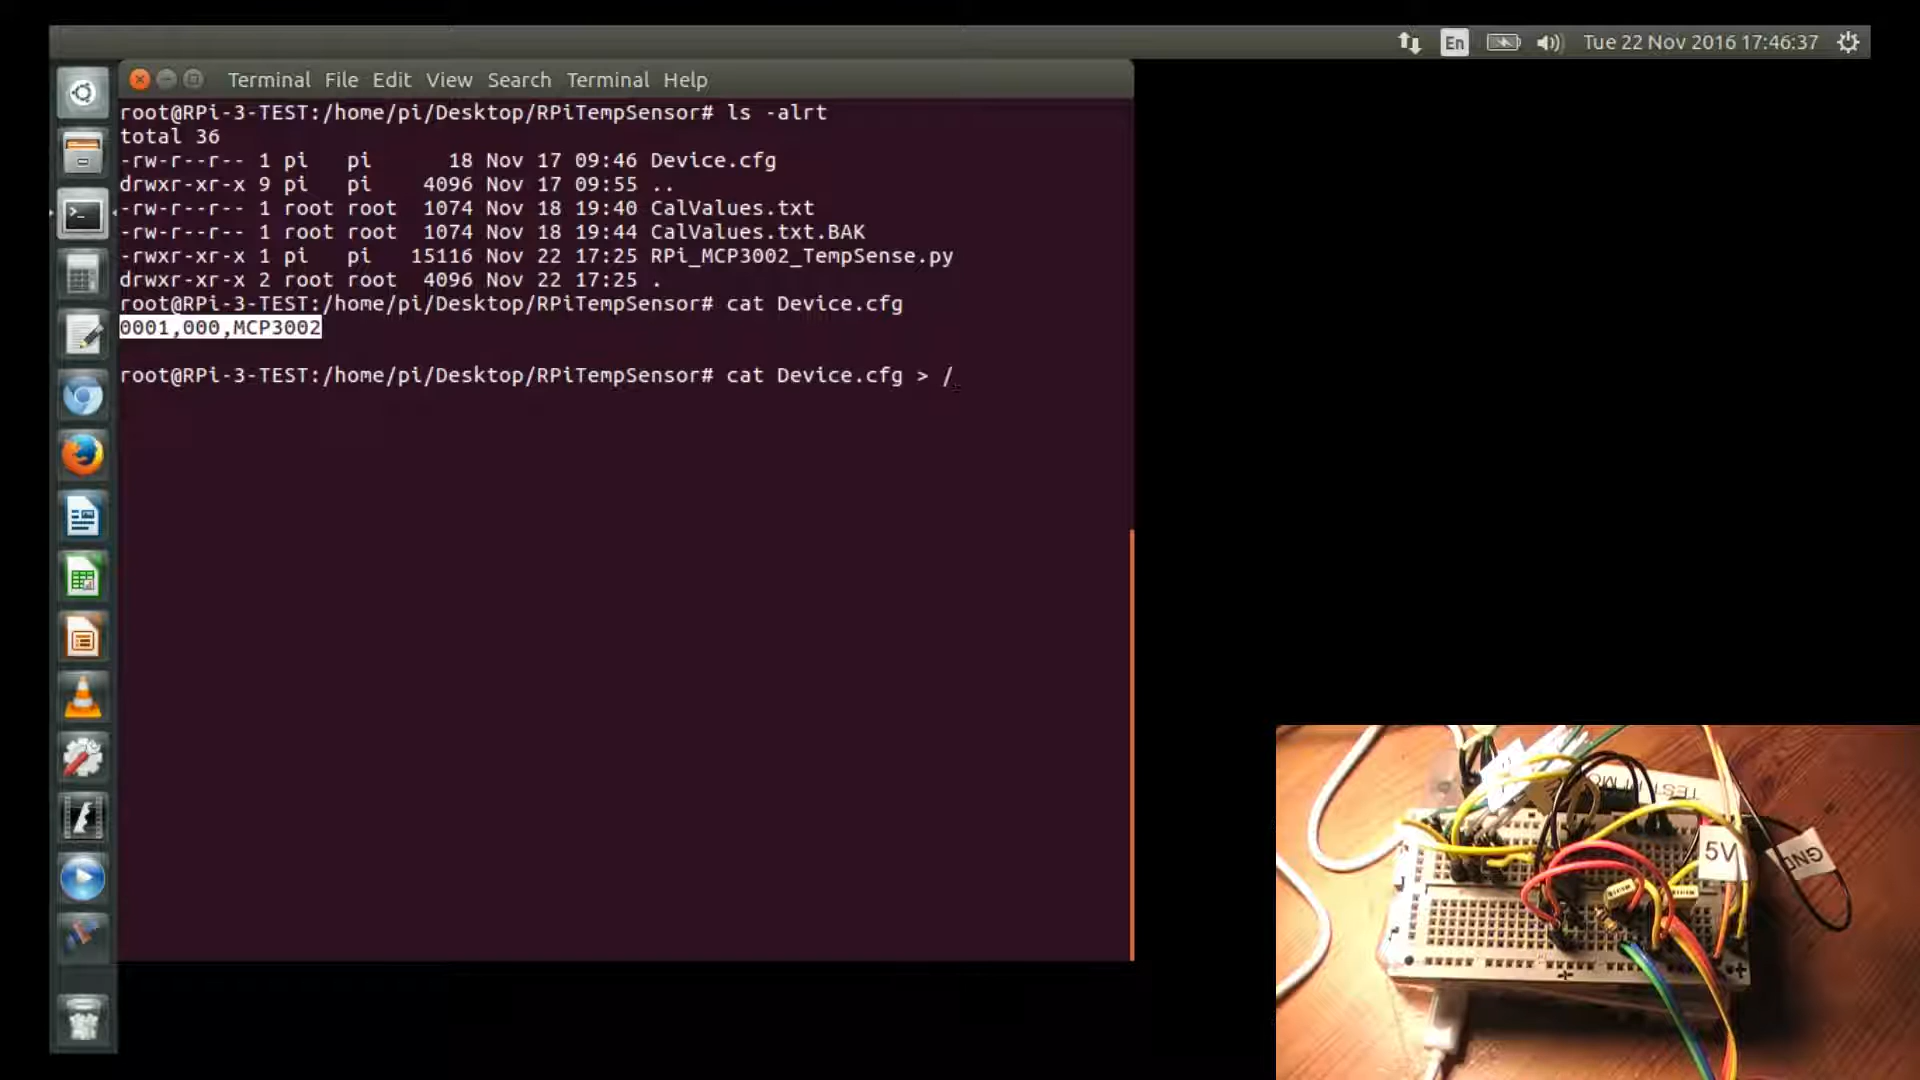 En
Tue 22 Nov 2016 17:46:37
Terminal File Edit View Search Terminal Help
root@RPi-3-TEST:/home/pi/Desktop/RPiTempSensor# ls -alrt
total 36
-rw-r--r-- 1 pi pi 18 Nov 17 09:46 Device.cfg
drwxr-xr-x 9 pi pi 4096 Nov 17 09:55 ..
-rw-r--r-- 1 root root 1074 Nov 18 19:40 CalValues.txt
-rw-r--r-- 1 root root 1074 Nov 18 19:44 CalValues.txt.BAK
-rwxr-xr-x 1 pi pi 15116 Nov 22 17:25 RPi_MCP3002_TempSense.py
drwxr-xr-x 2 root root 4096 Nov 22 17:25 .
root@RPi-3-TEST:/home/pi/Desktop/RPiTempSensor# cat Device.cfg
0001,000,MCP3002
root@RPi-3-TEST:/home/pi/Desktop/RPiTempSensor# cat Device.cfg > /
5V
GND